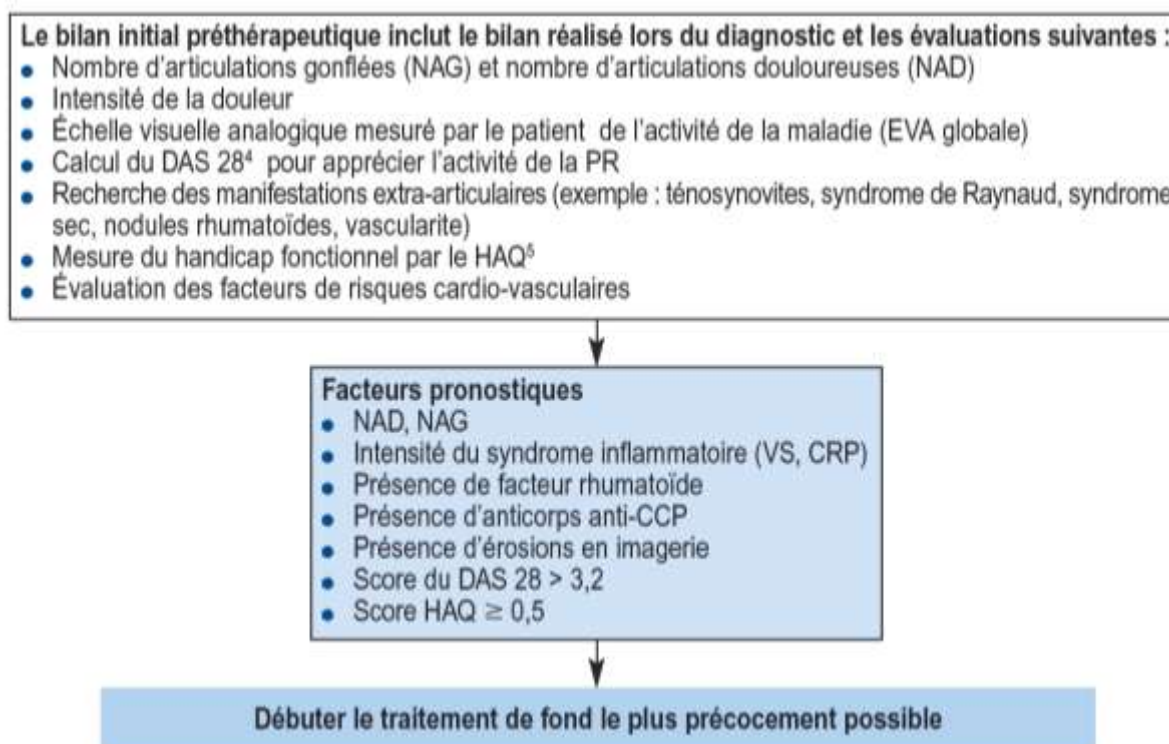 Le bilan initial préthérapeutique inclut le bilan réalisé lors du diagnostic et les évaluations suivantes :
• Nombre d'articulations gonflées (NAG) et nombre d'articulations douloureuses (NAD)
• Intensité de la douleur
• Échelle visuelle analogique mesuré par le patient de l'activité de la maladie (EVA globale)
• Calcul du DAS 28⁴ pour apprécier l'activité de la PR
• Recherche des manifestations extra-articulaires (exemple : ténosynovites, syndrome de Raynaud, syndrome
sec, nodules rhumatoïdes, vascularite)
• Mesure du handicap fonctionnel par le HAQ⁵
• Évaluation des facteurs de risques cardio-vasculaires
Facteurs pronostiques
• NAD, NAG
• Intensité du syndrome inflammatoire (VS, CRP)
• Présence de facteur rhumatoïde
• Présence d'anticorps anti-CCP
• Présence d'érosions en imagerie
• Score du DAS 28 > 3,2
• Score HAQ ≥ 0,5
Débuter le traitement de fond le plus précocement possible